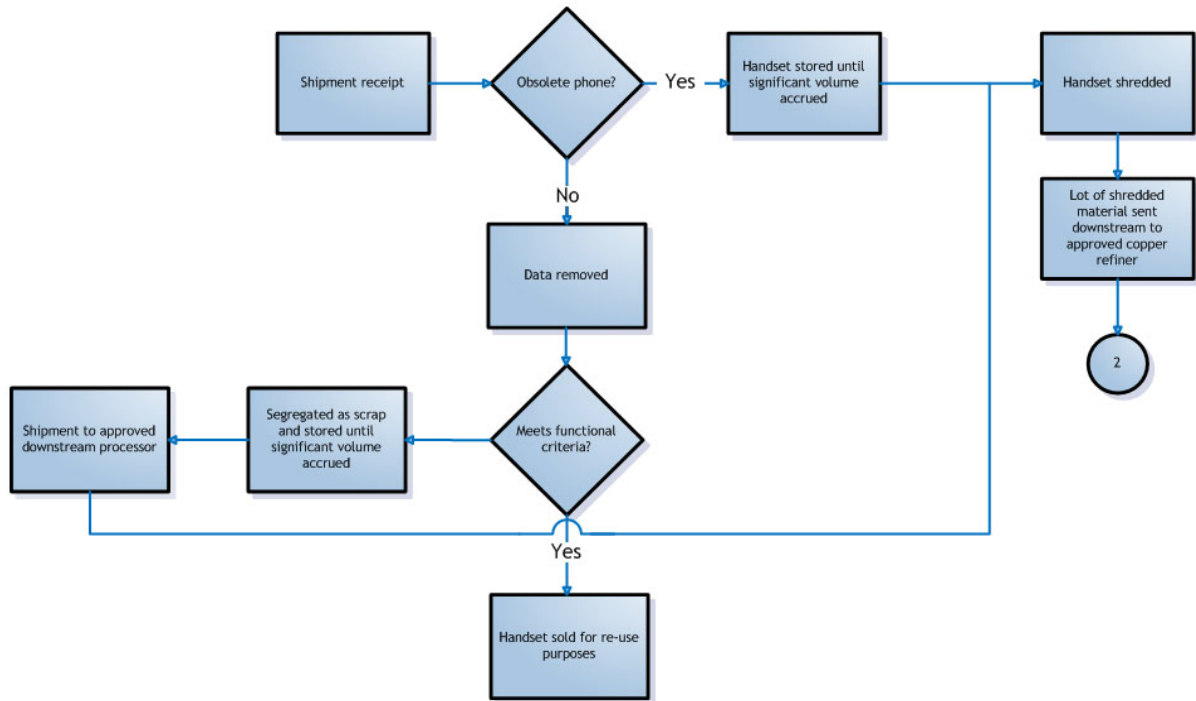 Shipment receipt
Obsolete phone?
Yes
Handset stored until
significant volume
accrued
Handset shredded
Lot of shredded
material sent
downstream to
approved copper
refiner
2
No
Data removed
Meets functional
criteria?
Segregated as scrap
and stored until
significant volume
accrued
Shipment to approved
downstream processor
Yes
Handset sold for re-use
purposes